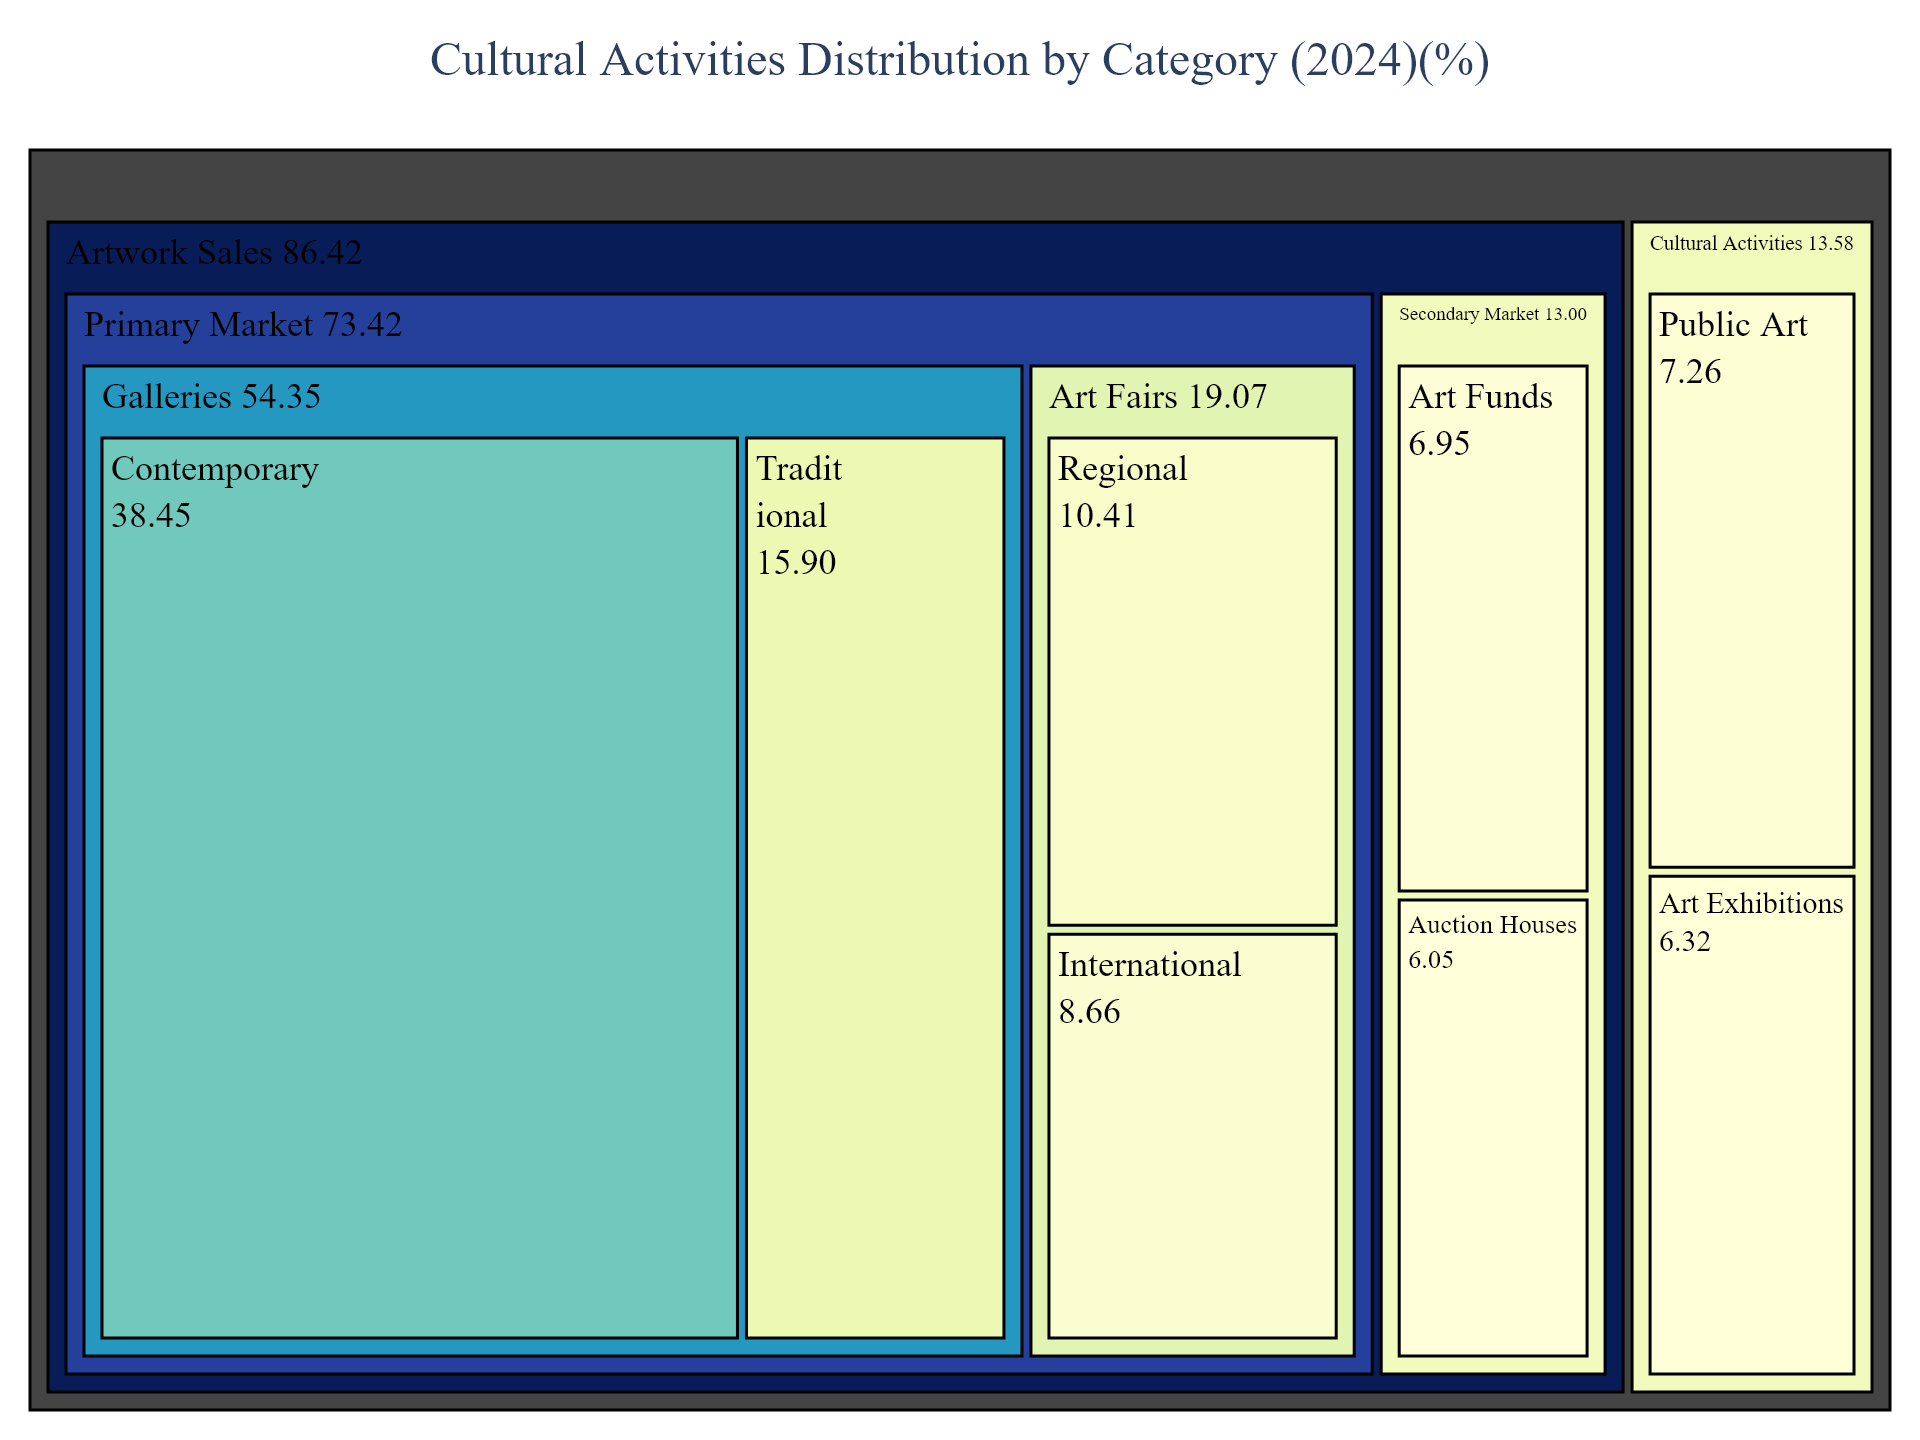 Cultural Activities Distribution by Category (2024)(%)
Artwork Sales 86.42
Primary Market 73.42
Galleries 54.35
Contemporary
38.45
Tradit
ional
15.90
Art Fairs 19.07
Regional
10.41
International
8.66
Secondary Market 13.00
Art Funds
6.95
Auction Houses
6.05
Cultural Activities 13.58
Public Art
7.26
Art Exhibitions
6.32